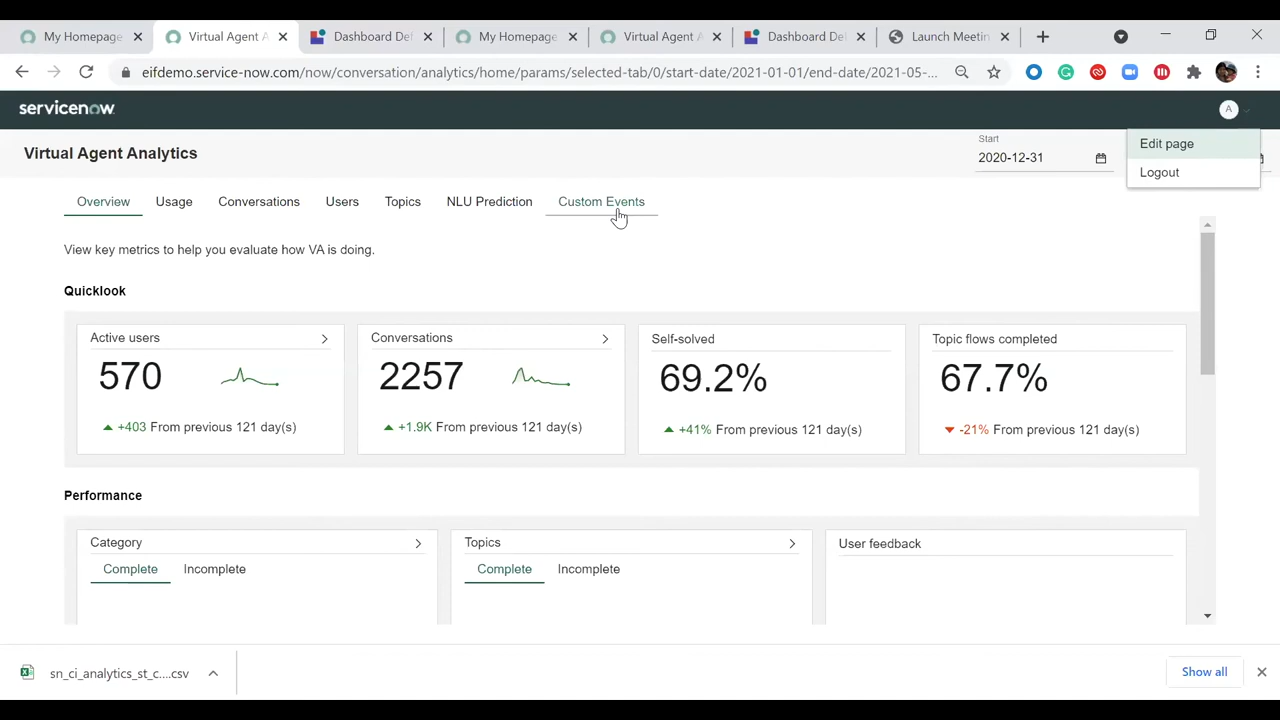 My Homepage
Virtual Agent A
Dashboard Def
My Homepage
Virtual Agent A
Dashboard Def
Launch Meetin
eifdemo.service-now.com/now/conversation/analytics/home/params/selected-tab/0/start-date/2021-01-01/end-date/2021-05-...
servicenow
A
Virtual Agent Analytics
Start
2020-12-31
Edit page
Logout
Overview
Usage
Conversations
Users
Topics
NLU Prediction
Custom Events
View key metrics to help you evaluate how VA is doing.
Quicklook
Active users
570
+403 From previous 121 day(s)
Conversations
2257
+1.9K From previous 121 day(s)
Self-solved
69.2%
+41% From previous 121 day(s)
Topic flows completed
67.7%
-21% From previous 121 day(s)
Performance
Category
Complete
Incomplete
Topics
Complete
Incomplete
User feedback
sn_ci_analytics_st_c....csv
Show all